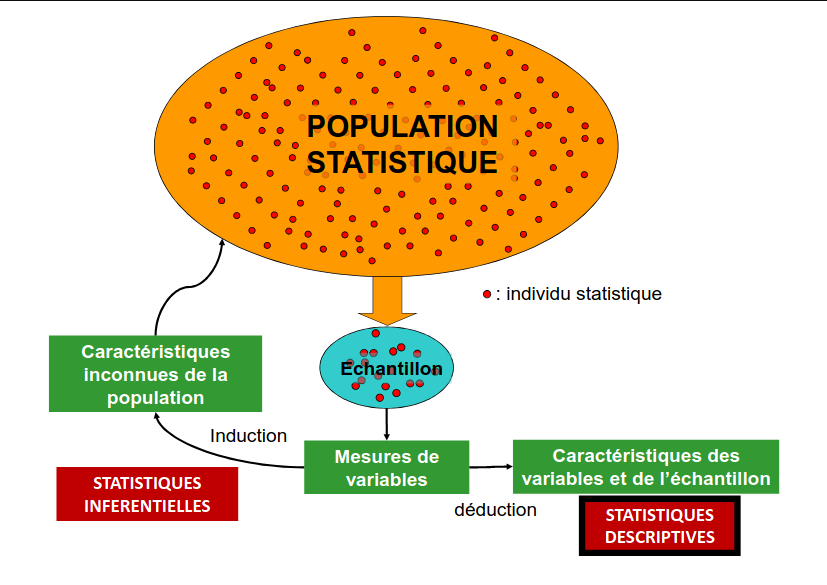 POPULATION
STATISTIQUE
: individu statistique
Echantillon
Caractéristiques
inconnues de la
population
Induction
Mesures de
variables
Caractéristiques des
variables et de l'échantillon
déduction
STATISTIQUES
INFERENTIELLES
STATISTIQUES
DESCRIPTIVES